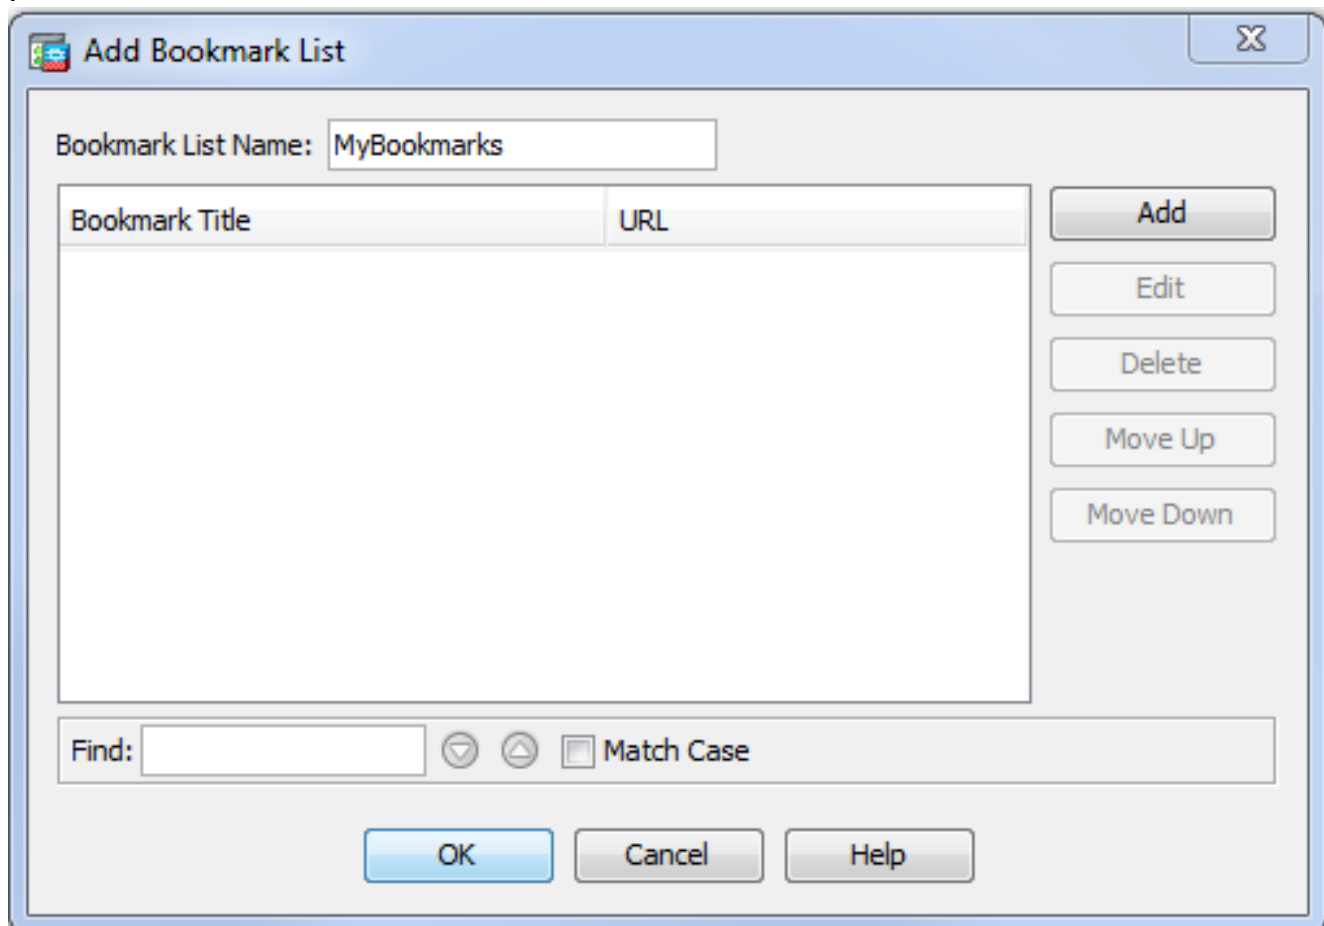 Add Bookmark List
Bookmark List Name: MyBookmarks
Bookmark Title URL
Add
Edit
Delete
Move Up
Move Down
Find: Match Case
OK Cancel Help